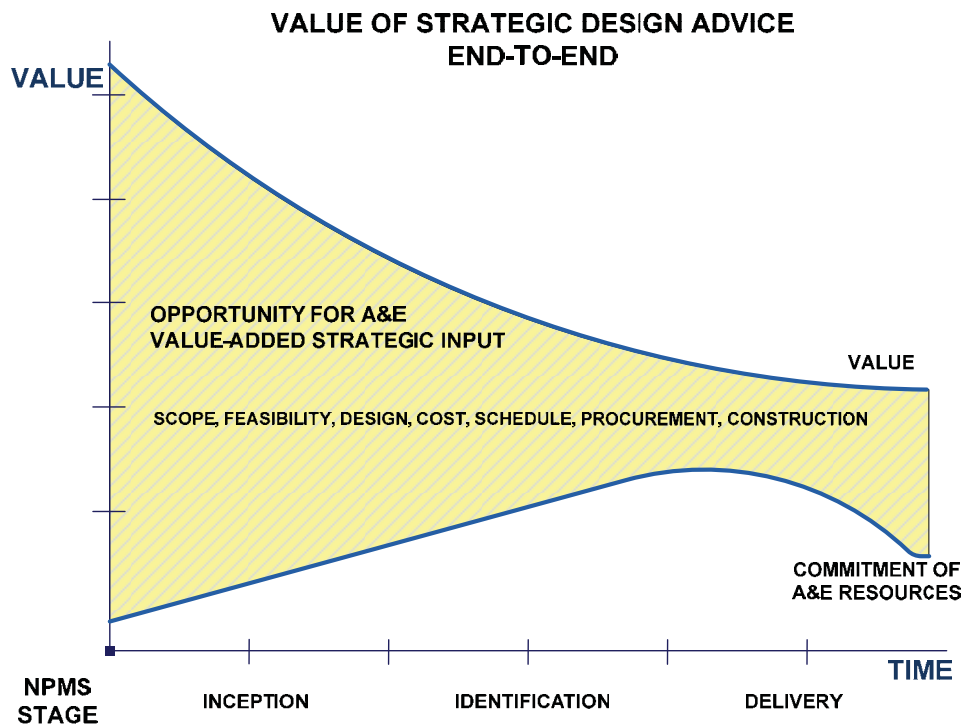 VALUE OF STRATEGIC DESIGN ADVICE
END-TO-END
VALUE
OPPORTUNITY FOR A&E
VALUE-ADDED STRATEGIC INPUT
VALUE
SCOPE, FEASIBILITY, DESIGN, COST, SCHEDULE, PROCUREMENT, CONSTRUCTION
COMMITMENT OF
A&E RESOURCES
TIME
NPMS
STAGE
INCEPTION
IDENTIFICATION
DELIVERY